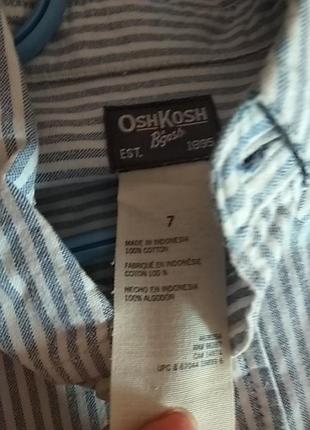 OSHKOSH
B'gosh
EST. 1895
7
MADE IN INDONESIA
100% COTTON
FABRIQUÉ EN INDONÉSIE
COTON 100 %
HECHO EN INDONESIA
100% ALGODÓN